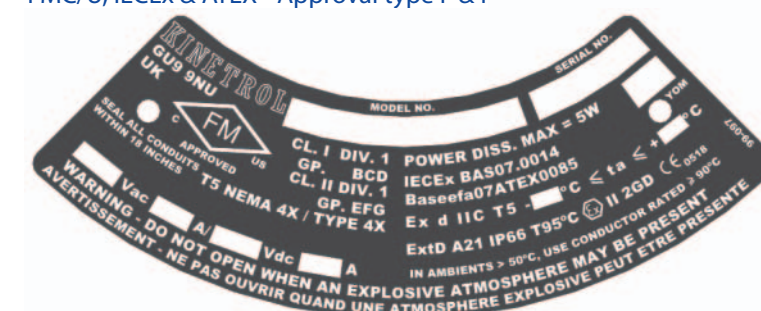 FMC/U, IECEx & ATEX - Approval type P & F
KINETROL
GU9 9NU
UK
MODEL NO.
SERIAL NO.
YOM
99-097
SEAL ALL CONDUITS
WITHIN 18 INCHES
C FM US
APPROVED
T5 NEMA 4X / TYPE 4X
CL. I DIV. 1
GP. BCD
CL. II DIV. 1
GP. EFG
POWER DISS. MAX = 5W
IECEx BAS07.0014
Baseefa07ATEX0085
Ex d IIC T5 - °C ≤ ta ≤ + °C
ExtD A21 IP66 T95°C Ex II 2GD CE 0518
IN AMBIENTS > 50°C, USE CONDUCTOR RATED > 90°C
Vac A/ Vdc A
WARNING - DO NOT OPEN WHEN AN EXPLOSIVE ATMOSPHERE MAY BE PRESENT
AVERTISSEMENT - NE PAS OUVRIR QUAND UNE ATMOSPHERE EXPLOSIVE PEUT ETRE PRESENTE